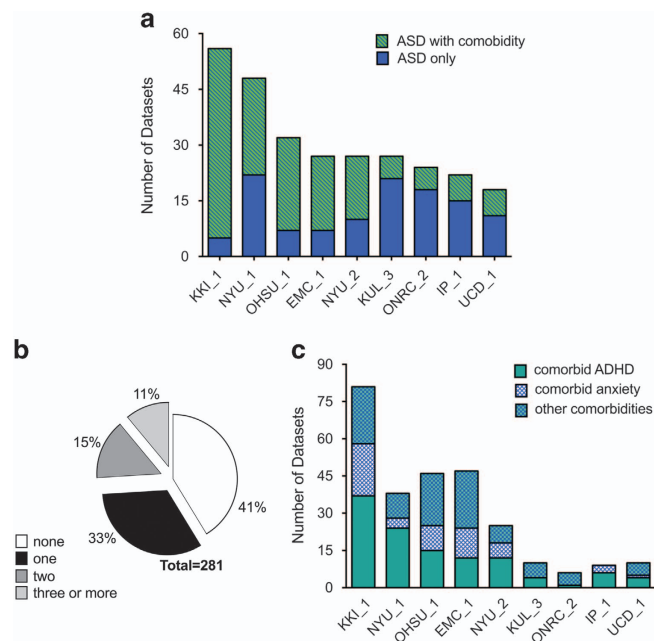 a
60
45
30
15
0
Number of Datasets
ASD with comobidity
ASD only
KKI_1
NYU_1
OHSU_1
EMC_1
NYU_2
KUL_3
ONRC_2
IP_1
UCD_1
b
11%
15%
41%
33%
Total=281
none
one
two
three or more
c
90
75
60
45
30
15
0
Number of Datasets
comorbid ADHD
comorbid anxiety
other comorbidities
KKI_1
NYU_1
OHSU_1
EMC_1
NYU_2
KUL_3
ONRC_2
IP_1
UCD_1